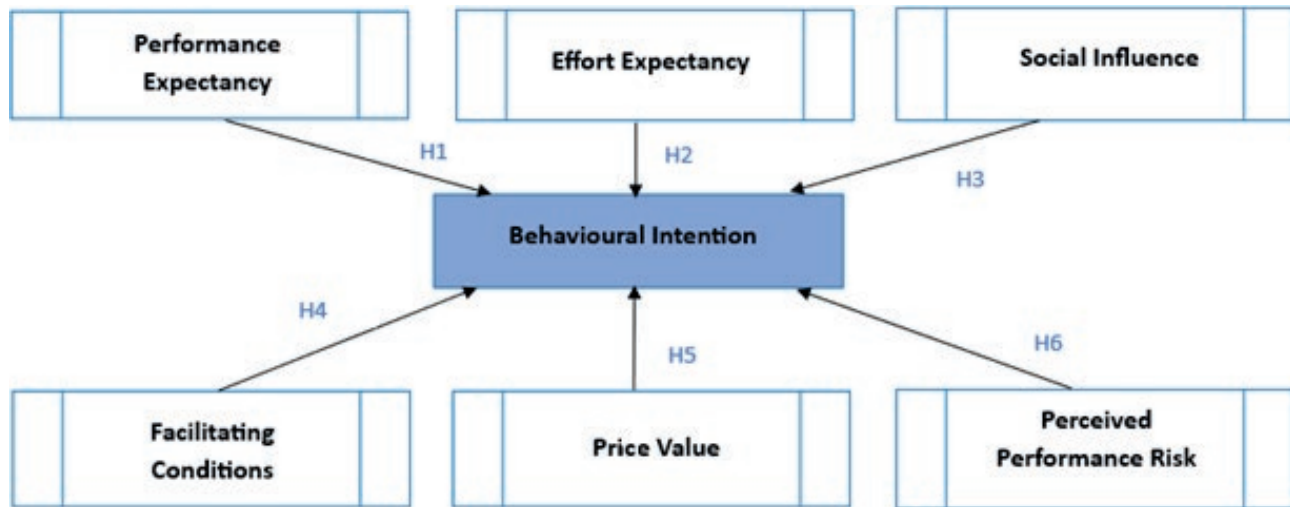 Performance
Expectancy
Effort Expectancy
Social Influence
H1
H2
H3
Behavioural Intention
H4
H5
H6
Facilitating
Conditions
Price Value
Perceived
Performance Risk